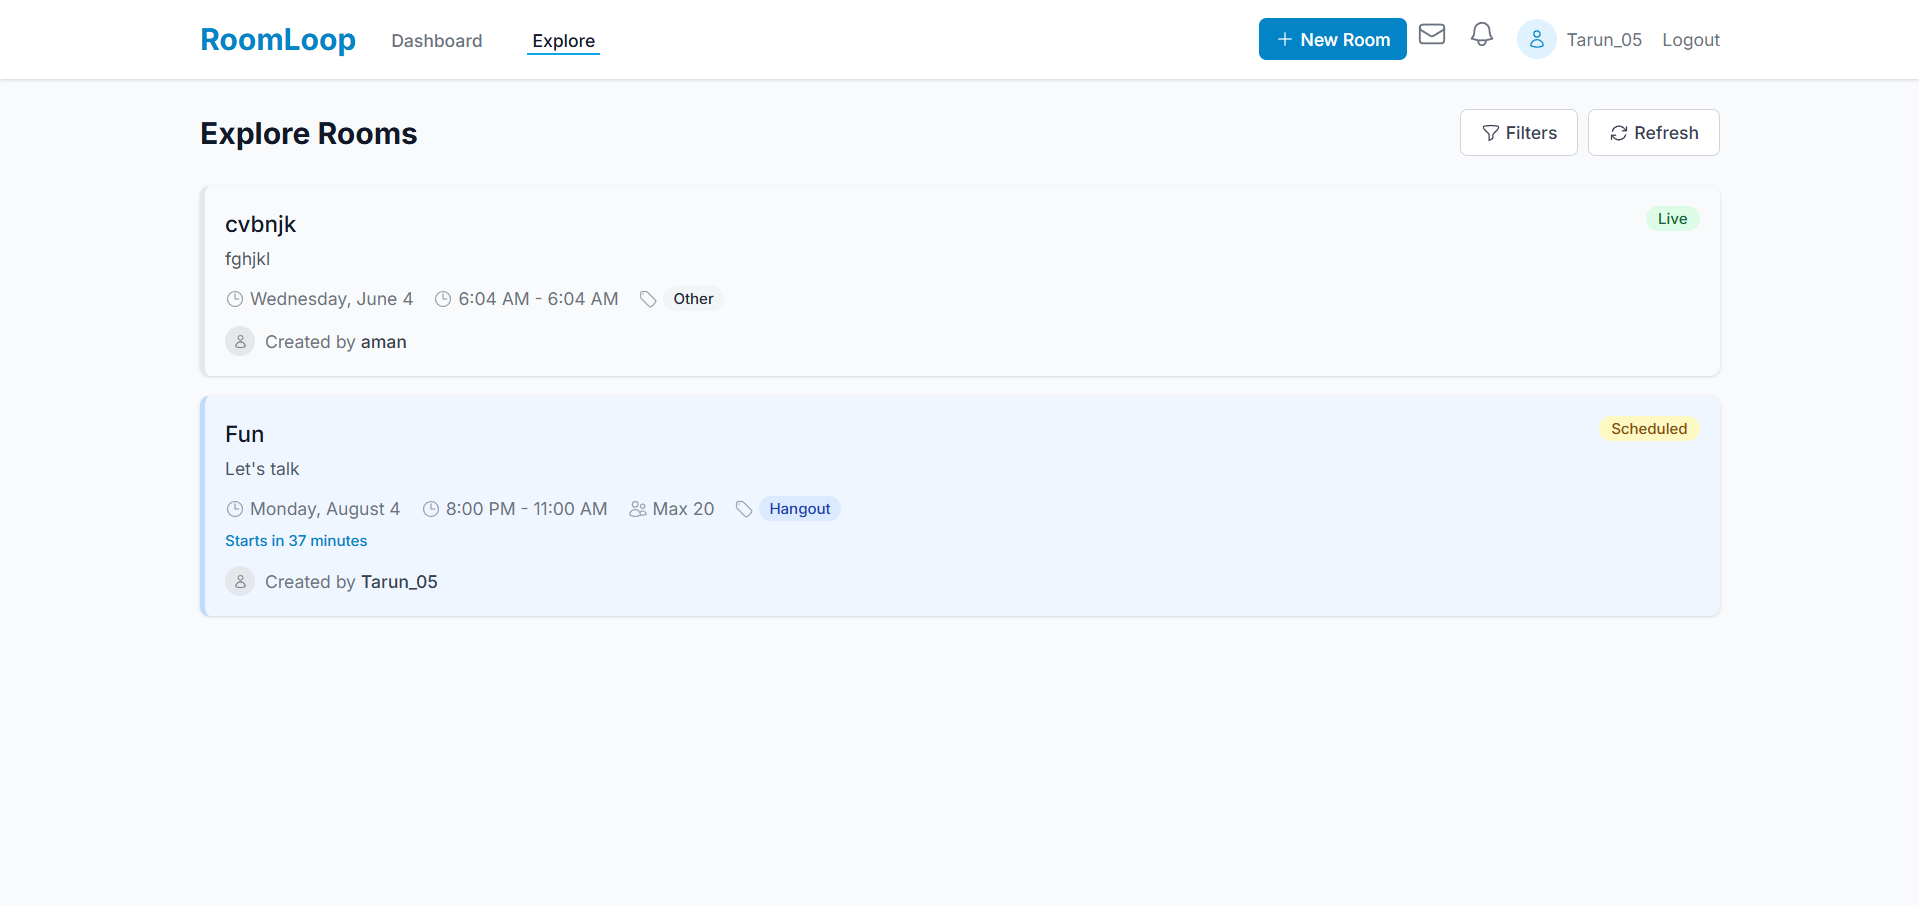 RoomLoop Dashboard Explore + New Room Tarun_05 Logout
Explore Rooms Filters Refresh
cvbnjk Live
fghjkl
Wednesday, June 4 6:04 AM - 6:04 AM Other
Created by aman
Fun Scheduled
Let's talk
Monday, August 4 8:00 PM - 11:00 AM Max 20 Hangout
Starts in 37 minutes
Created by Tarun_05